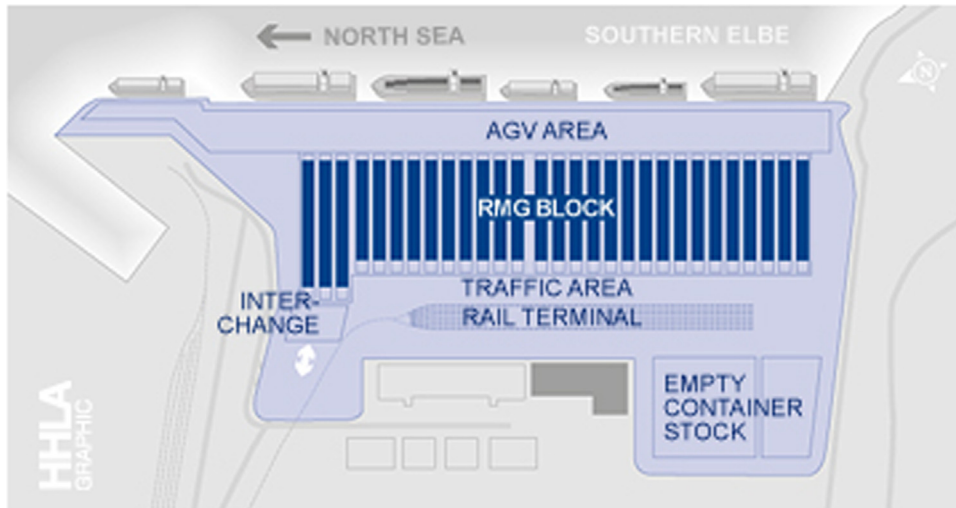 NORTH SEA
SOUTHERN ELBE
N
AGV AREA
RMG BLOCK
TRAFFIC AREA
INTER-
CHANGE
RAIL TERMINAL
EMPTY
CONTAINER
STOCK
HHLA
GRAPHIC